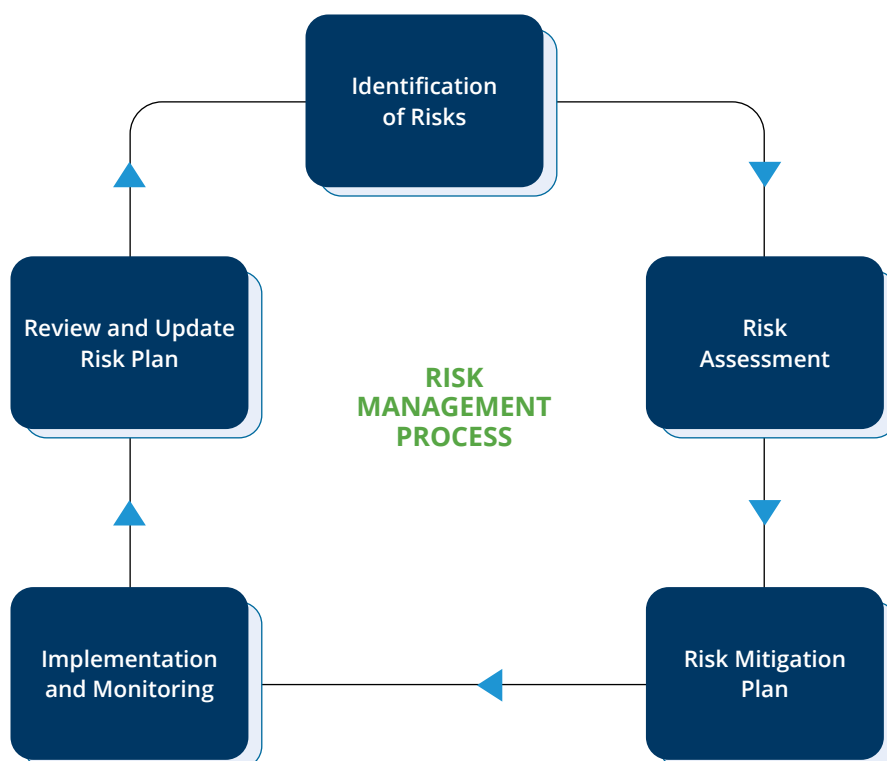 Identification
of Risks
Risk
Assessment
Risk Mitigation
Plan
Implementation
and Monitoring
Review and Update
Risk Plan
RISK
MANAGEMENT
PROCESS